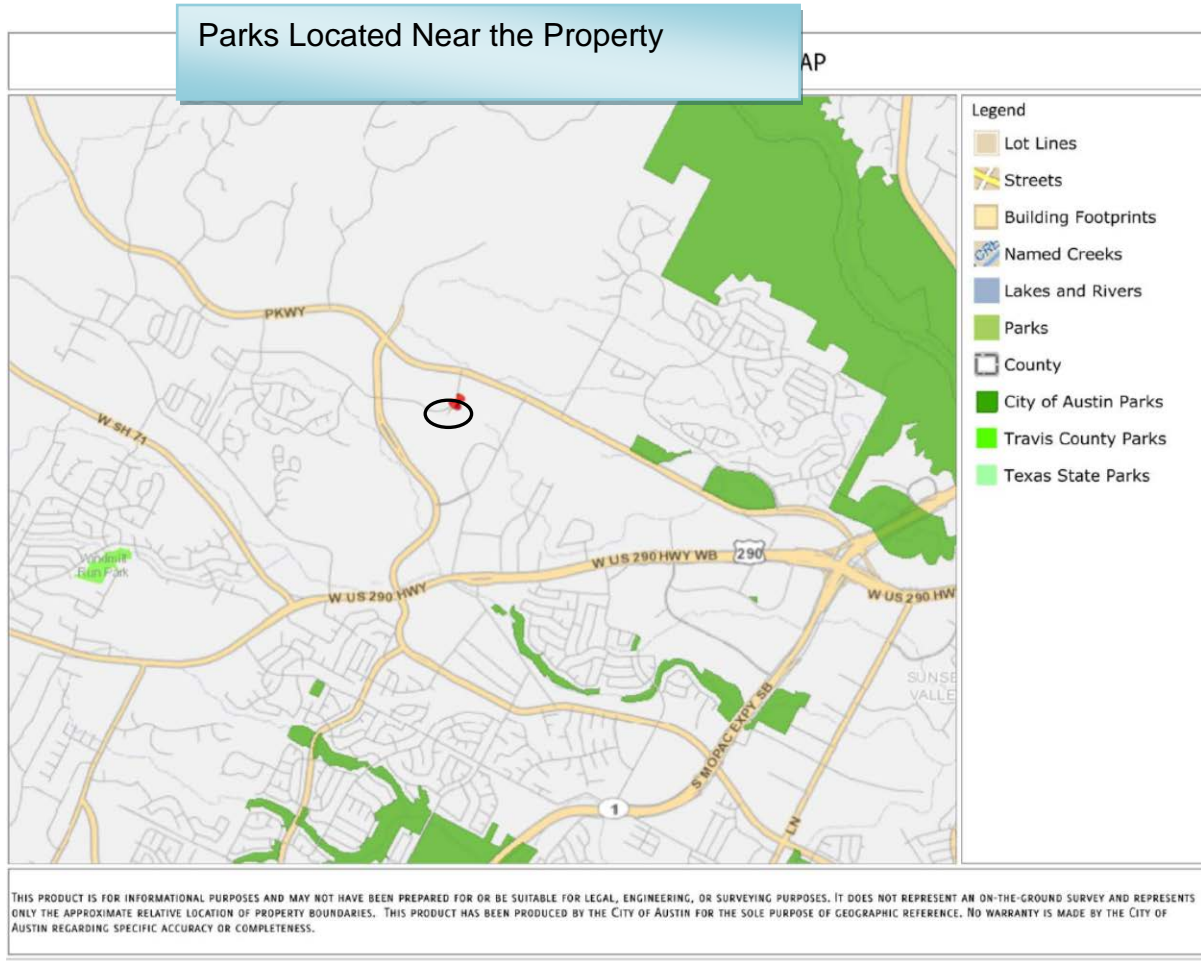 Parks Located Near the Property
AP
Legend
Lot Lines
Streets
Building Footprints
CRE
Named Creeks
Lakes and Rivers
Parks
County
City of Austin Parks
Travis County Parks
Texas State Parks
PKWY
W SH 71
Windmill
Run Park
W US 290 HWY WB
290
W US 290 HWY
W US 290 HW
SUNSE
VALLE
S MOPAC EXPY SB
1
LN
THIS PRODUCT IS FOR INFORMATIONAL PURPOSES AND MAY NOT HAVE BEEN PREPARED FOR OR BE SUITABLE FOR LEGAL, ENGINEERING, OR SURVEYING PURPOSES. IT DOES NOT REPRESENT AN ON-THE-GROUND SURVEY AND REPRESENTS
ONLY THE APPROXIMATE RELATIVE LOCATION OF PROPERTY BOUNDARIES. THIS PRODUCT HAS BEEN PRODUCED BY THE CITY OF AUSTIN FOR THE SOLE PURPOSE OF GEOGRAPHIC REFERENCE. NO WARRANTY IS MADE BY THE CITY OF
AUSTIN REGARDING SPECIFIC ACCURACY OR COMPLETENESS.